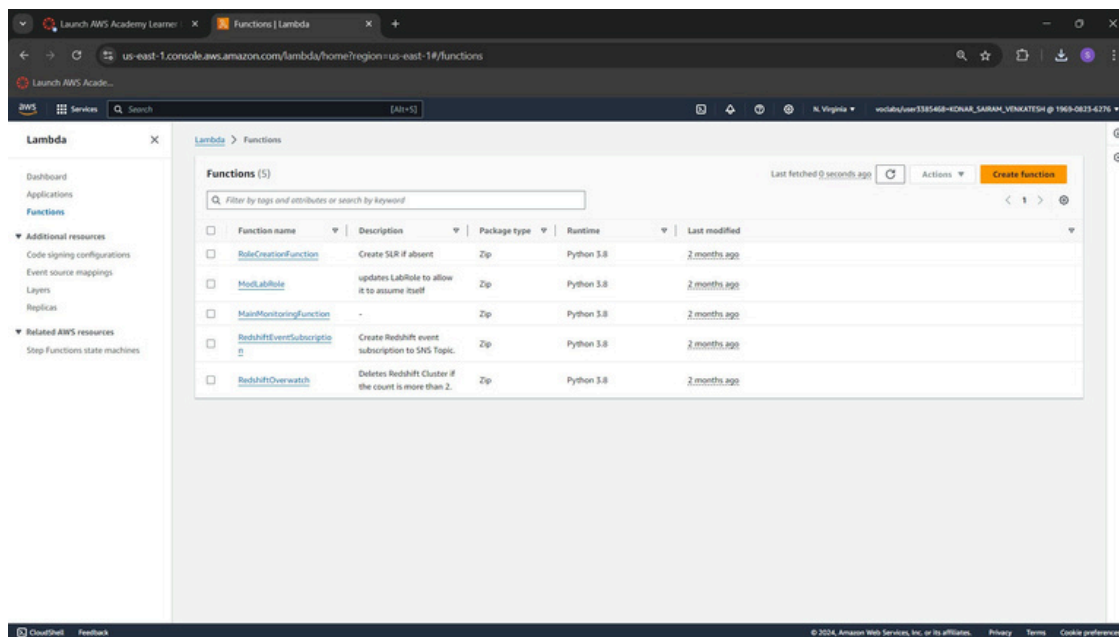 Launch AWS Academy Learner
Functions | Lambda
us-east-1.console.aws.amazon.com/lambda/home?region=us-east-1#/functions
Launch AWS Acade...
aws
Services
Search
[Alt+S]
N. Virginia
voclabs/user3385468=KONAR_SAIRAM_VENKATESH @ 1969-0823-6276
Lambda
Dashboard
Applications
Functions
Additional resources
Code signing configurations
Event source mappings
Layers
Replicas
Related AWS resources
Step Functions state machines
Lambda > Functions
Functions (5)
Last fetched 0 seconds ago
Actions
Create function
Filter by tags and attributes or search by keyword
1
Function name Description Package type Runtime Last modified
RoleCreationFunction Create SLR if absent Zip Python 3.8 2 months ago
ModLabRole updates LabRole to allow
it to assume itself Zip Python 3.8 2 months ago
MainMonitoringFunction - Zip Python 3.8 2 months ago
RedshiftEventSubscriptio
n Create Redshift event
subscription to SNS Topic. Zip Python 3.8 2 months ago
RedshiftOverwatch Deletes Redshift Cluster if
the count is more than 2. Zip Python 3.8 2 months ago
CloudShell Feedback
© 2024, Amazon Web Services, Inc. or its affiliates. Privacy Terms Cookie preferences